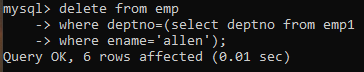 mysql> delete from emp
-> where deptno=(select deptno from emp1
-> where ename='allen');
Query OK, 6 rows affected (0.01 sec)